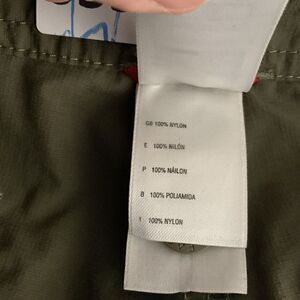 GB 100% NYLON
E 100% NILÓN
P 100% NÁILON
B 100% POLIAMIDA
I 100% NYLON